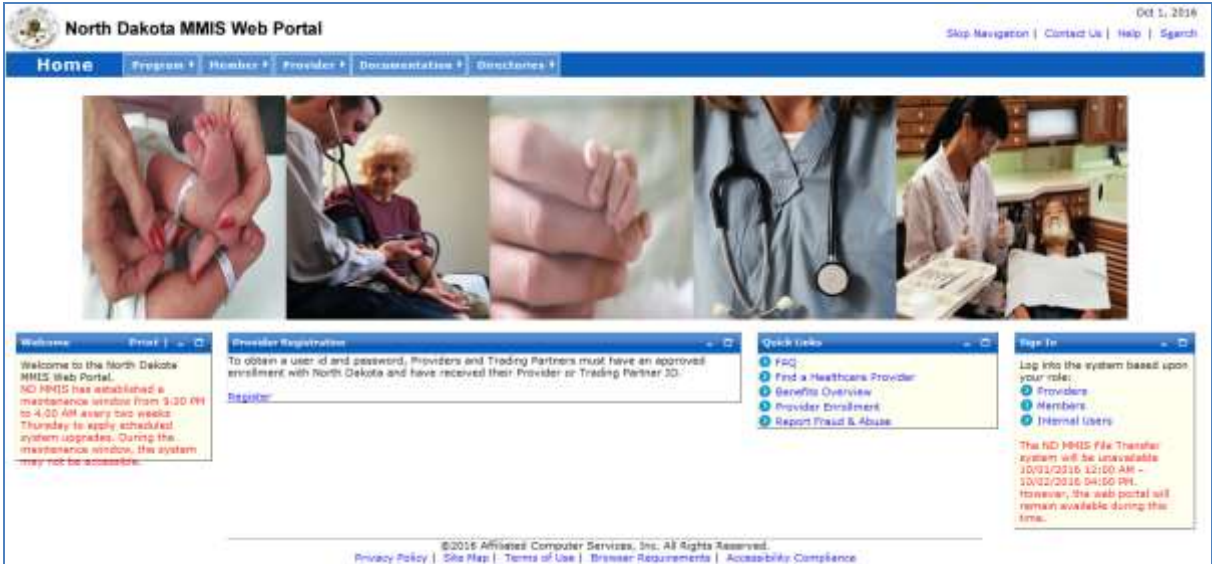 Oct 1, 2016
North Dakota MMIS Web Portal
Skip Navigation | Contact Us | Help | Search
Home Program Member Provider Documentation Directories
Welcome Print |
Welcome to the North Dakota
MMIS Web Portal.
ND MMIS has established a
maintenance window from 5:30 PM
to 4:00 AM every two weeks
Thursday to apply scheduled
system upgrades. During the
maintenance window, the system
may not be accessible.
Provider Registration
To obtain a user id and password, Providers and Trading Partners must have an approved
enrollment with North Dakota and have received their Provider or Trading Partner ID.
Register
Quick Links
FAQ
Find a Healthcare Provider
Benefits Overview
Provider Enrollment
Report Fraud & Abuse
Sign In
Log into the system based upon
your role:
Providers
Members
Internal Users
The ND MMIS File Transfer
system will be unavailable
10/01/2016 12:00 AM -
10/02/2016 04:00 PM.
However, the web portal will
remain available during this
time.
©2016 Affiliated Computer Services, Inc. All Rights Reserved.
Privacy Policy | Site Map | Terms of Use | Browser Requirements | Accessibility Compliance